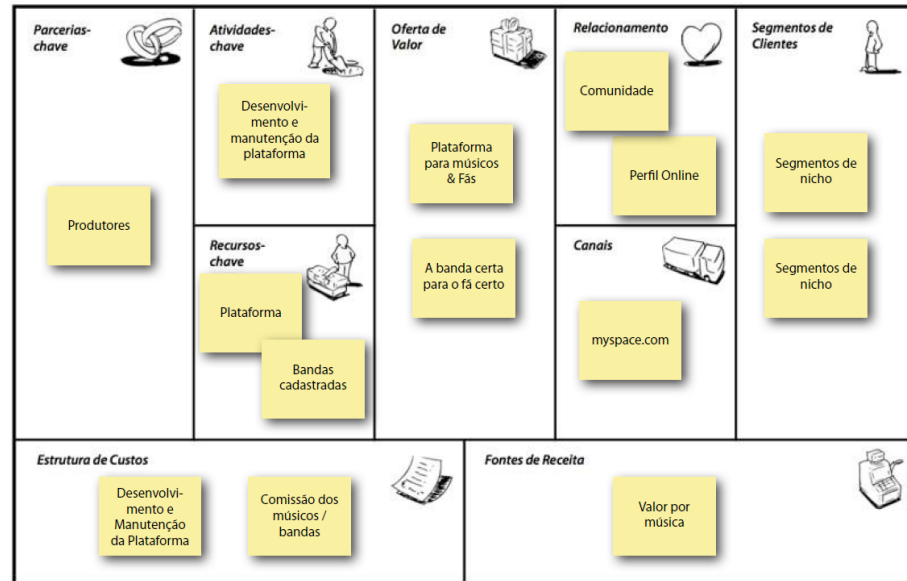 Parcerias-
chave
Produtores
Atividades-
chave
Desenvolvi-
mento e
manutenção da
plataforma
Recursos-
chave
Plataforma
Bandas
cadastradas
Oferta de
Valor
Plataforma
para músicos
& Fãs
A banda certa
para o fã certo
Relacionamento
Comunidade
Perfil Online
Canais
myspace.com
Segmentos de
Clientes
Segmentos de
nicho
Segmentos de
nicho
Estrutura de Custos
Desenvolvi-
mento e
Manutenção
da Plataforma
Comissão dos
músicos /
bandas
Fontes de Receita
Valor por
música